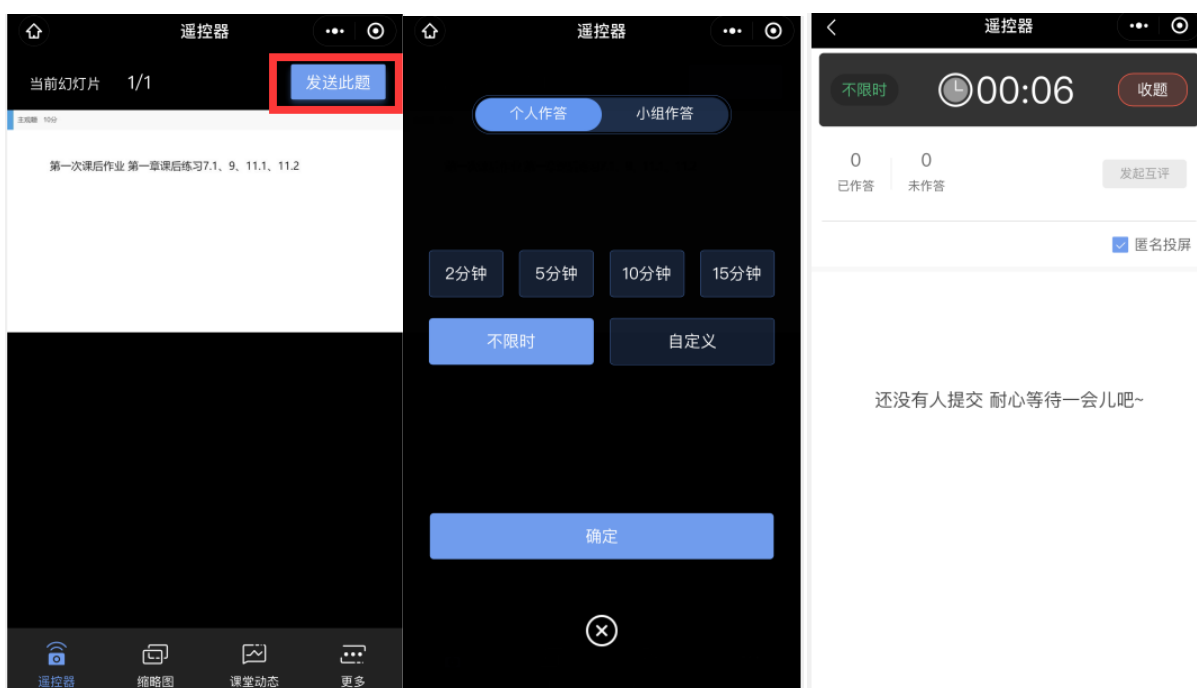 遥控器
当前幻灯片 1/1
发送此题
主观题 10分
第一次课后作业 第一章课后练习7.1、9、11.1、11.2
遥控器
缩略图
课堂动态
更多
遥控器
个人作答
小组作答
2分钟
5分钟
10分钟
15分钟
不限时
自定义
确定
遥控器
不限时
00:06
收题
0
已作答
0
未作答
发起互评
匿名投屏
还没有人提交 耐心等待一会儿吧~